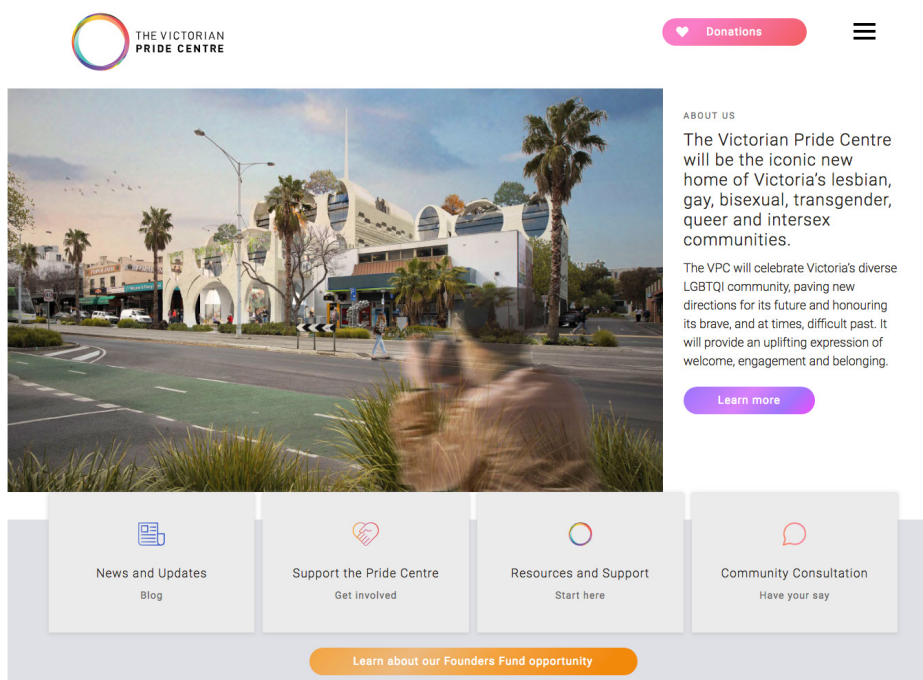 THE VICTORIAN
PRIDE CENTRE
Donations
ABOUT US
The Victorian Pride Centre
will be the iconic new
home of Victoria's lesbian,
gay, bisexual, transgender,
queer and intersex
communities.
The VPC will celebrate Victoria's diverse
LGBTQI community, paving new
directions for its future and honouring
its brave, and at times, difficult past. It
will provide an uplifting expression of
welcome, engagement and belonging.
Learn more
News and Updates
Blog
Support the Pride Centre
Get involved
Resources and Support
Start here
Community Consultation
Have your say
Learn about our Founders Fund opportunity